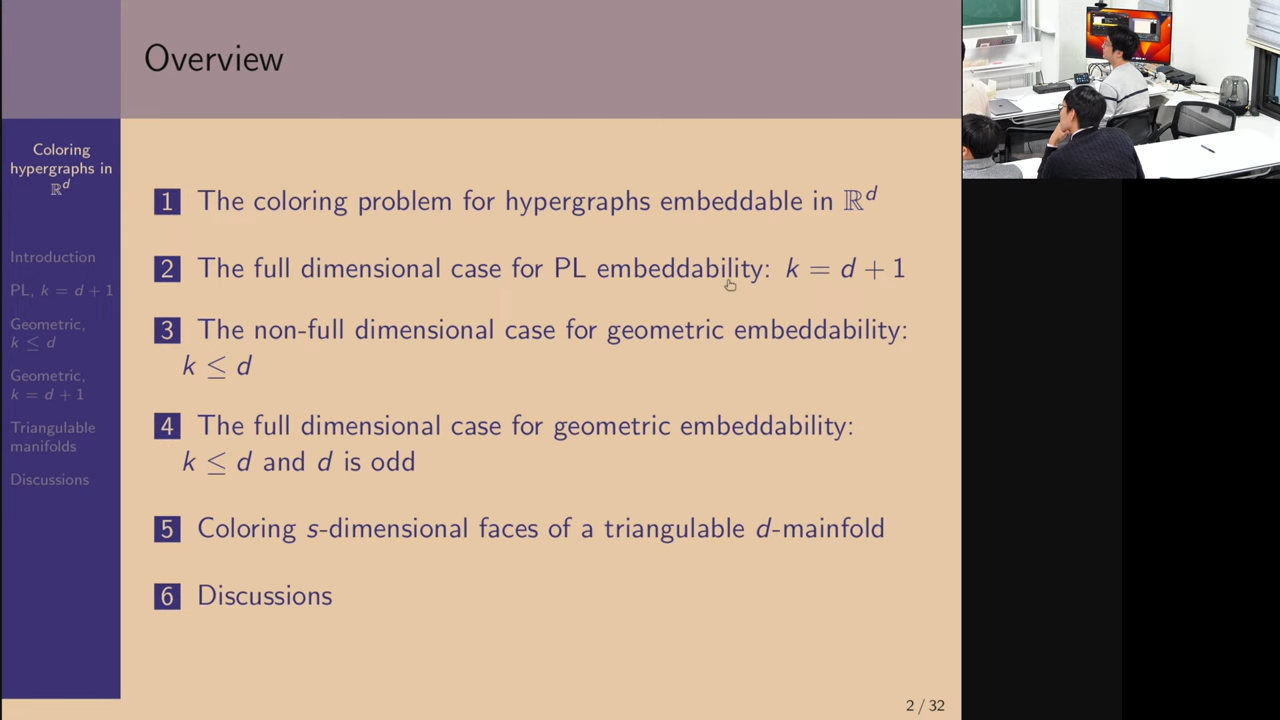 Overview
Coloring
hypergraphs in
ℝᵈ
Introduction
PL, k = d + 1
Geometric,
k ≤ d
Geometric,
k = d + 1
Triangulable
manifolds
Discussions
1 The coloring problem for hypergraphs embeddable in ℝᵈ
2 The full dimensional case for PL embeddability: k = d + 1
3 The non-full dimensional case for geometric embeddability:
k ≤ d
4 The full dimensional case for geometric embeddability:
k ≤ d and d is odd
5 Coloring s-dimensional faces of a triangulable d-mainfold
6 Discussions
2 / 32